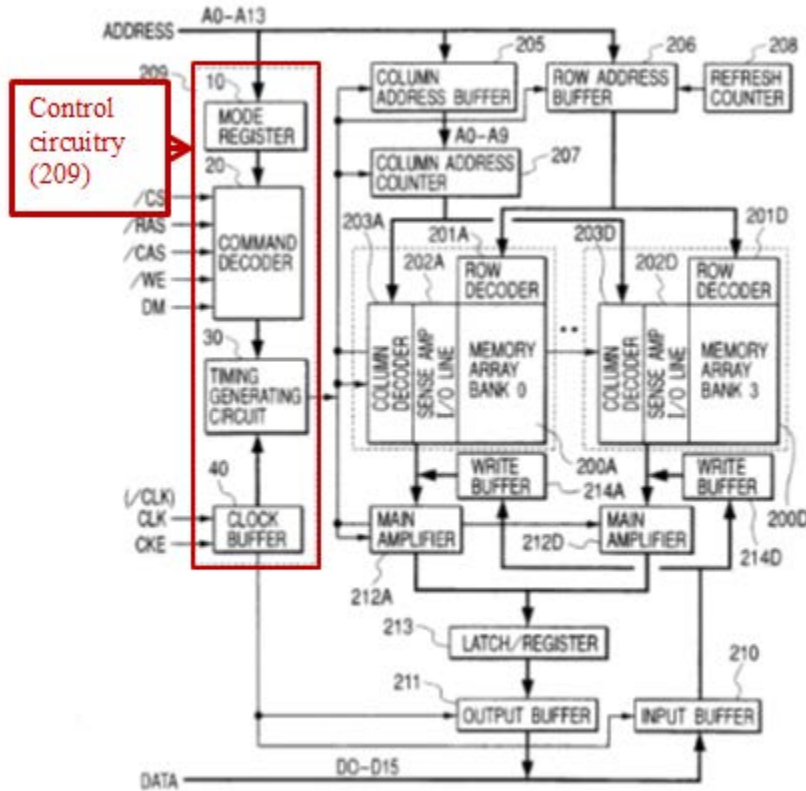 A0-A13
ADDRESS
205
206
208
209
10
COLUMN
ADDRESS BUFFER
ROW ADDRESS
BUFFER
REFRESH
COUNTER
Control
circuitry
(209)
MODE
REGISTER
A0-A9
207
20
COLUMN ADDRESS
COUNTER
/CS
/RAS
/CAS
/WE
DM
COMMAND
DECODER
203A
201A
202A
ROW
DECODER
203D
201D
202D
ROW
DECODER
30
TIMING
GENERATING
CIRCUIT
COLUMN
DECODER
SENSE AMP
I/O LINE
MEMORY
ARRAY
BANK 0
COLUMN
DECODER
SENSE AMP
I/O LINE
MEMORY
ARRAY
BANK 3
200A
200D
WRITE
BUFFER
214A
WRITE
BUFFER
214D
(/CLK)
CLK
CKE
40
CLOCK
BUFFER
MAIN
AMPLIFIER
212A
MAIN
AMPLIFIER
212D
213
LATCH/REGISTER
211
OUTPUT BUFFER
210
INPUT BUFFER
DO-D15
DATA